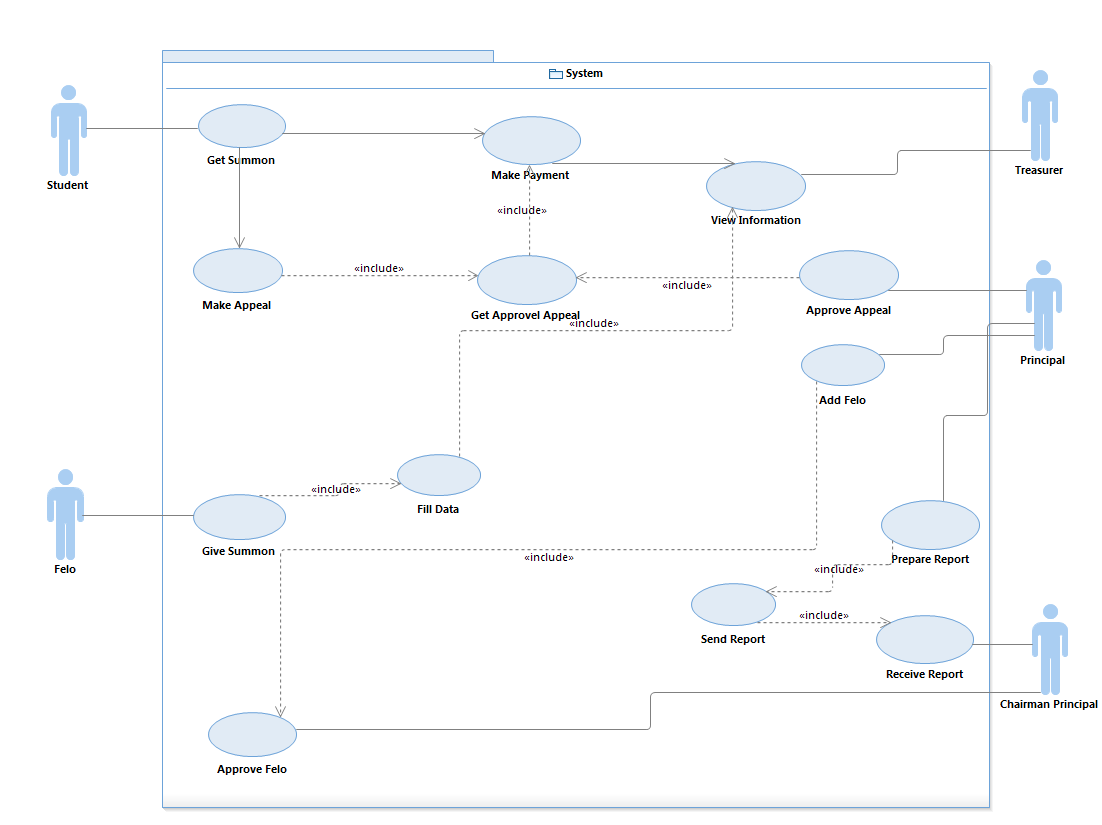 System
Get Summon
Student
Make Payment
Treasurer
«include»
View Information
Make Appeal
«include»
Get Approvel Appeal
«include»
«include»
Approve Appeal
Principal
Add Felo
Fill Data
«include»
Give Summon
Felo
«include»
Prepare Report
«include»
Send Report
«include»
Receive Report
Chairman Principal
Approve Felo